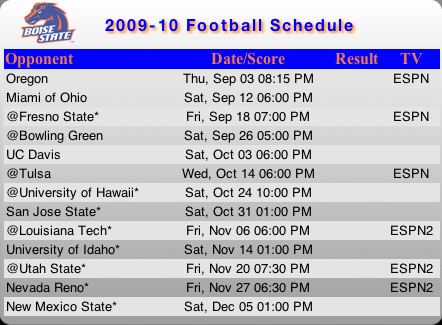 BOISE STATE
2009-10 Football Schedule
Opponent Date/Score Result TV
Oregon Thu, Sep 03 08:15 PM ESPN
Miami of Ohio Sat, Sep 12 06:00 PM
@Fresno State* Fri, Sep 18 07:00 PM ESPN
@Bowling Green Sat, Sep 26 05:00 PM
UC Davis Sat, Oct 03 06:00 PM
@Tulsa Wed, Oct 14 06:00 PM ESPN
@University of Hawaii* Sat, Oct 24 10:00 PM
San Jose State* Sat, Oct 31 01:00 PM
@Louisiana Tech* Fri, Nov 06 06:00 PM ESPN2
University of Idaho* Sat, Nov 14 01:00 PM
@Utah State* Fri, Nov 20 07:30 PM ESPN2
Nevada Reno* Fri, Nov 27 06:30 PM ESPN2
New Mexico State* Sat, Dec 05 01:00 PM